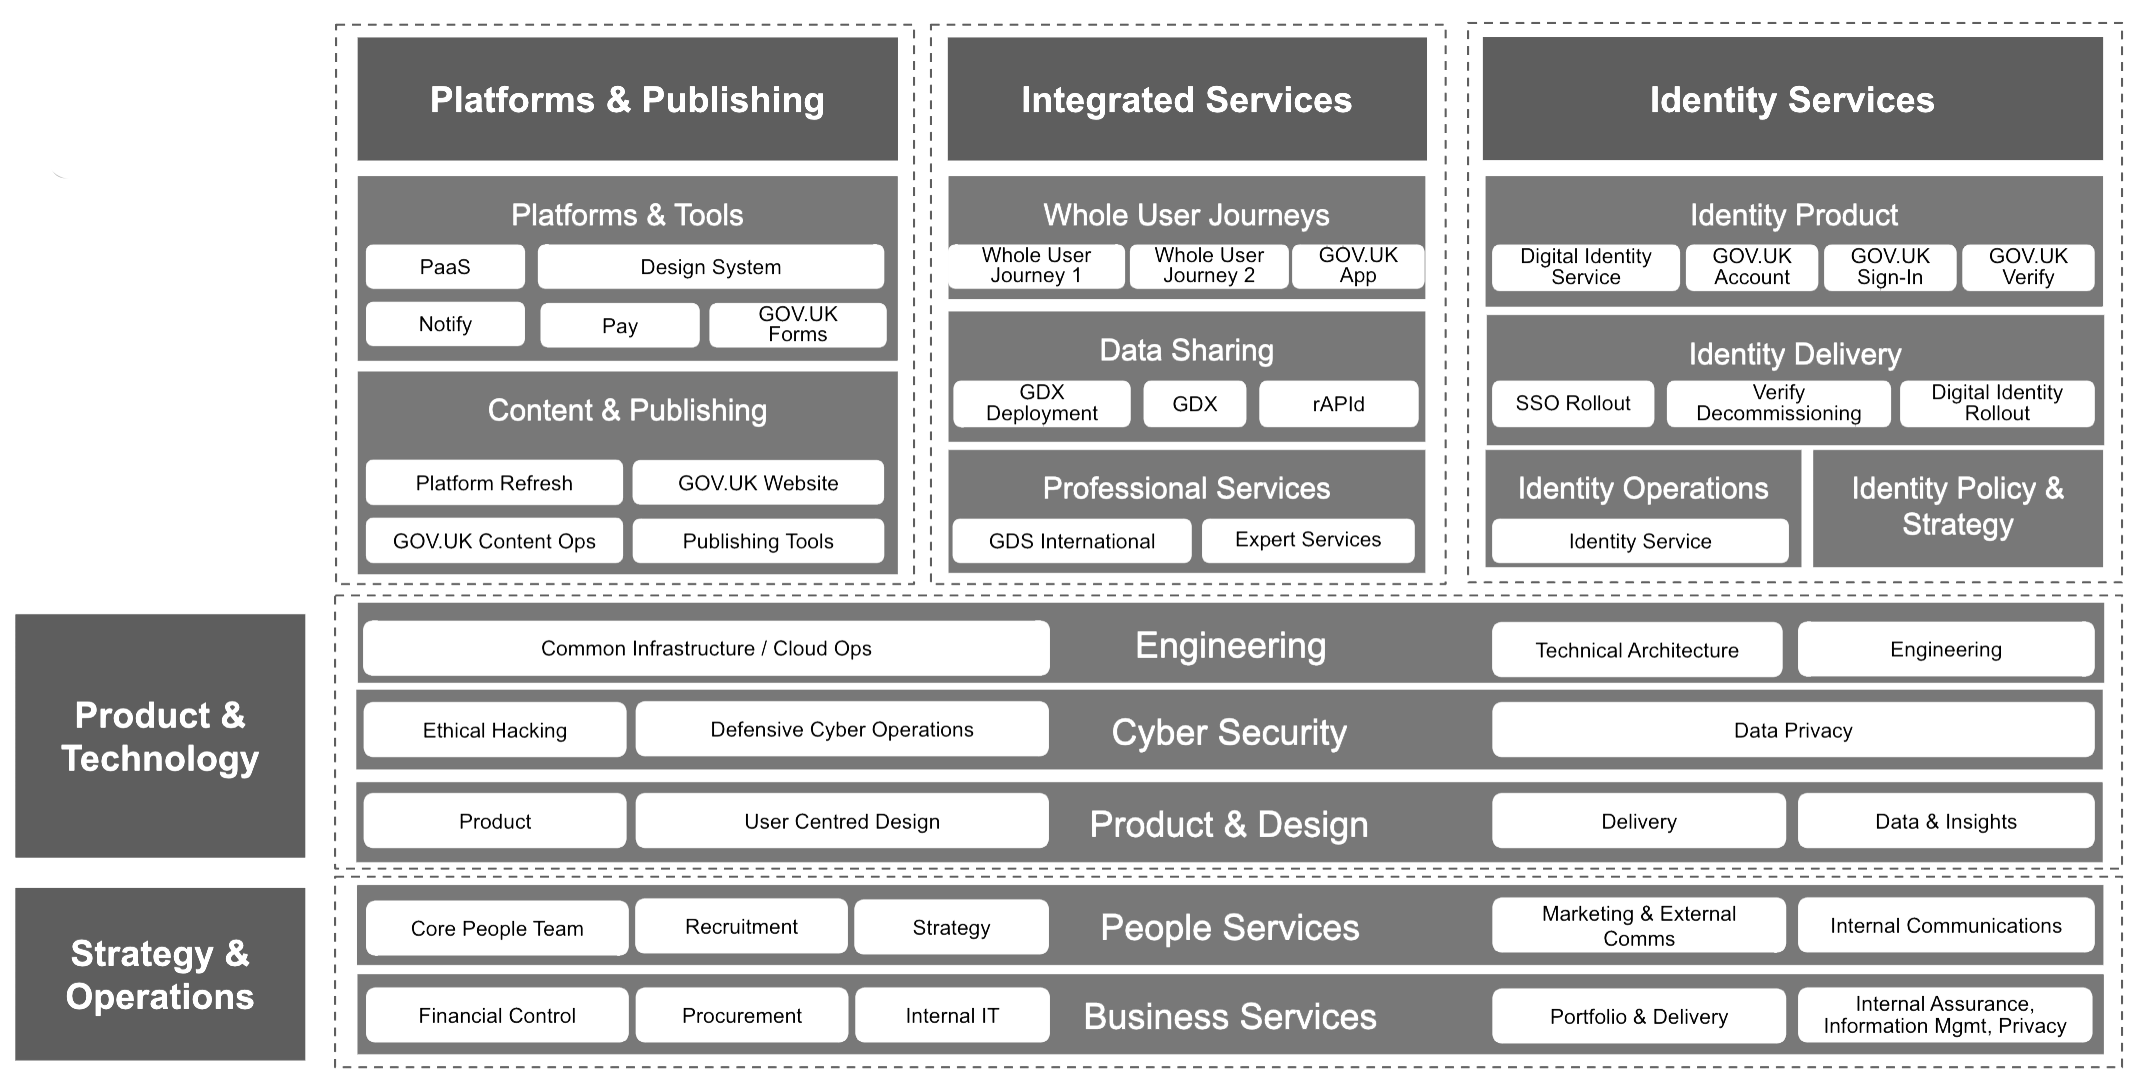 Platforms & Publishing
Platforms & Tools
PaaS
Design System
Notify
Pay
GOV.UK
Forms
Content & Publishing
Platform Refresh
GOV.UK Website
GOV.UK Content Ops
Publishing Tools
Integrated Services
Whole User Journeys
Whole User
Journey 1
Whole User
Journey 2
GOV.UK
App
Data Sharing
GDX
Deployment
GDX
rAPId
Professional Services
GDS International
Expert Services
Identity Services
Identity Product
Digital Identity
Service
GOV.UK
Account
GOV.UK
Sign-In
GOV.UK
Verify
Identity Delivery
SSO Rollout
Verify
Decommissioning
Digital Identity
Rollout
Identity Operations
Identity Service
Identity Policy &
Strategy
Product &
Technology
Common Infrastructure / Cloud Ops
Engineering
Technical Architecture
Engineering
Ethical Hacking
Defensive Cyber Operations
Cyber Security
Data Privacy
Product
User Centred Design
Product & Design
Delivery
Data & Insights
Strategy &
Operations
Core People Team
Recruitment
Strategy
People Services
Marketing & External
Comms
Internal Communications
Financial Control
Procurement
Internal IT
Business Services
Portfolio & Delivery
Internal Assurance,
Information Mgmt, Privacy